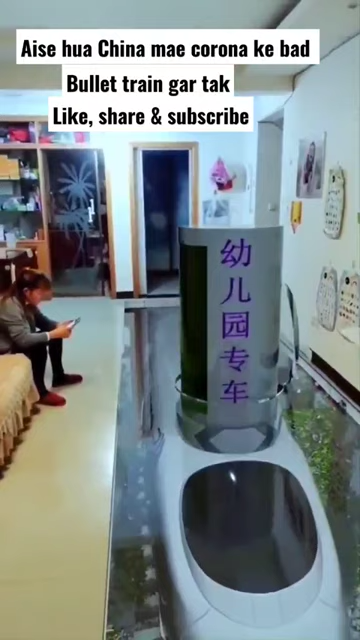 Aise hua China mae corona ke bad
Bullet train gar tak
Like, share & subscribe
幼儿园专车